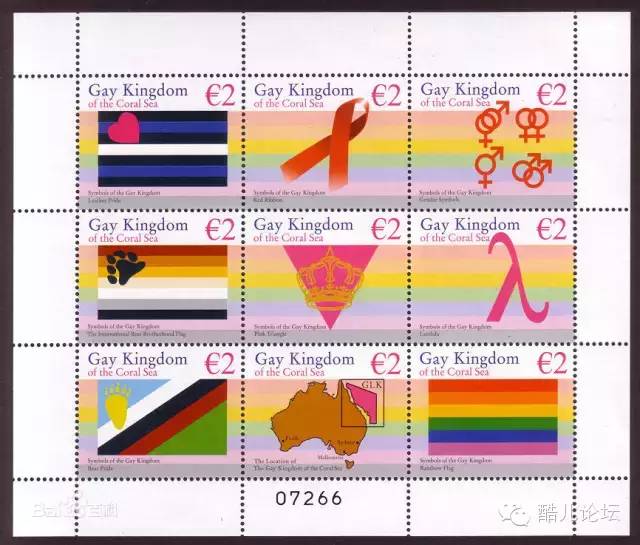 Gay Kingdom
of the Coral Sea
€2
Symbols of the Gay Kingdom
Leather Pride
Gay Kingdom
of the Coral Sea
€2
Symbols of the Gay Kingdom
Red Ribbon
Gay Kingdom
of the Coral Sea
€2
Symbols of the Gay Kingdom
Gender Symbols
Gay Kingdom
of the Coral Sea
€2
Symbols of the Gay Kingdom
The International Bear Brotherhood Flag
Gay Kingdom
of the Coral Sea
€2
Symbols of the Gay Kingdom
Pink Triangle
Gay Kingdom
of the Coral Sea
€2
λ
Symbols of the Gay Kingdom
Lambda
Gay Kingdom
of the Coral Sea
€2
Symbols of the Gay Kingdom
Bear Pride
Gay Kingdom
of the Coral Sea
€2
GLK
Perth
Sydney
Melbourne
The Location of
The Gay Kingdom of the Coral Sea
Gay Kingdom
of the Coral Sea
€2
Symbols of the Gay Kingdom
Rainbow Flag
07266
Bai百科
酷儿论坛